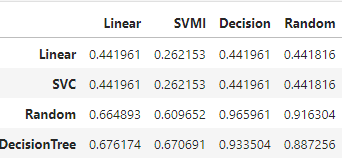 Linear SVMI Decision Random
Linear 0.441961 0.262153 0.441961 0.441816
SVC 0.441961 0.262153 0.441961 0.441816
Random 0.664893 0.609652 0.965961 0.916304
DecisionTree 0.676174 0.670691 0.933504 0.887256